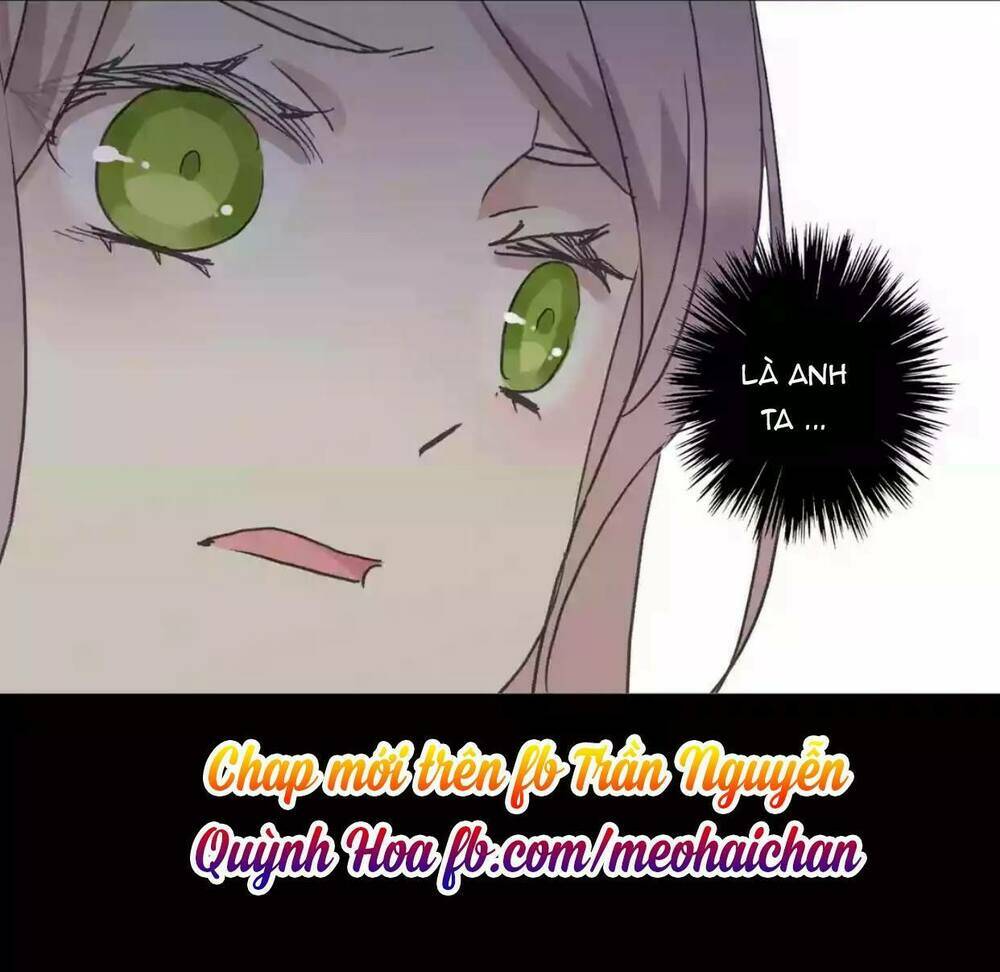 LÀ ANH
TA ...
Chap mới trên fb Trần Nguyễn
Quỳnh Hoa fb.com/meohaichan